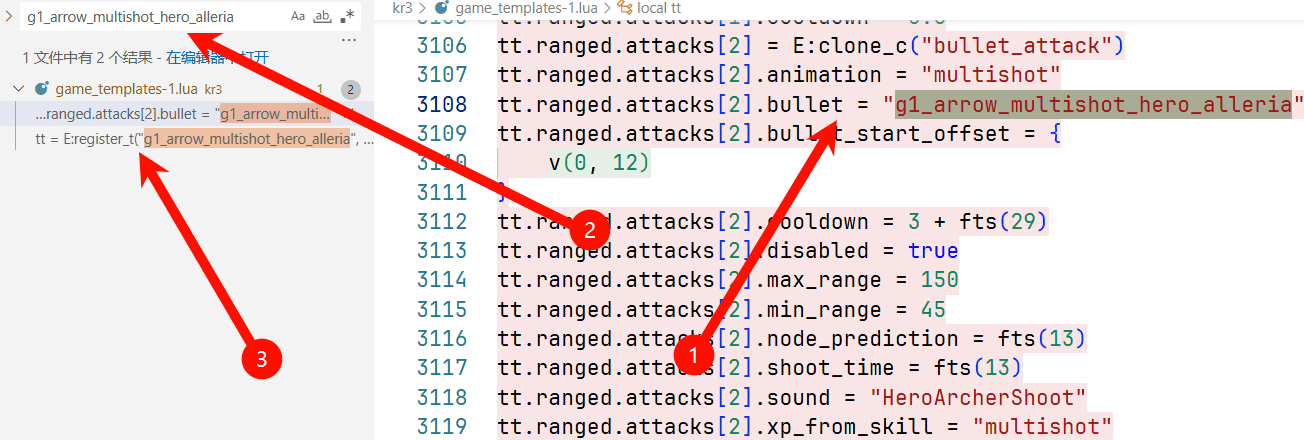 g1_arrow_multishot_hero_alleria
Aa ab .*
...
1 文件中有 2 个结果 - 在编辑器中打开
game_templates-1.lua kr3 1 2
...ranged.attacks[2].bullet = "g1_arrow_multi...
tt = E:register_t("g1_arrow_multishot_hero_alleria", ...
2
3
kr3 > game_templates-1.lua > local tt
3106 tt.ranged.attacks[2] = E:clone_c("bullet_attack")
3107 tt.ranged.attacks[2].animation = "multishot"
3108 tt.ranged.attacks[2].bullet = "g1_arrow_multishot_hero_alleria"
3109 tt.ranged.attacks[2].bullet_start_offset = {
3110 v(0, 12)
3111 }
3112 tt.ranged.attacks[2].cooldown = 3 + fts(29)
3113 tt.ranged.attacks[2].disabled = true
3114 tt.ranged.attacks[2].max_range = 150
3115 tt.ranged.attacks[2].min_range = 45
3116 tt.ranged.attacks[2].node_prediction = fts(13)
3117 tt.ranged.attacks[2].shoot_time = fts(13)
3118 tt.ranged.attacks[2].sound = "HeroArcherShoot"
3119 tt.ranged.attacks[2].xp_from_skill = "multishot"
1